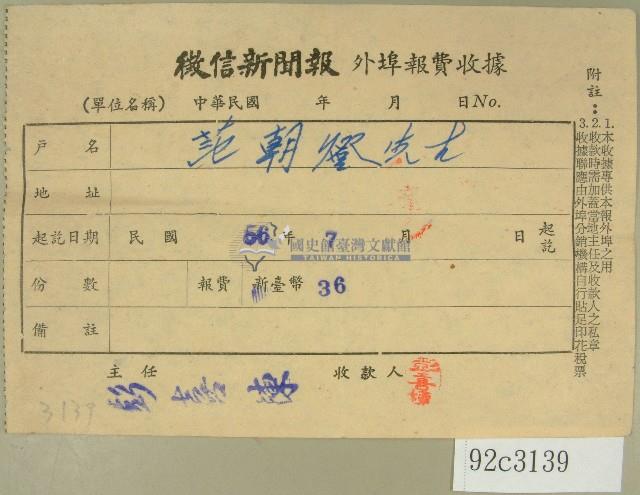 徵信新聞報 外埠報費收據
(單位名稱) 中華民國 年 月 日 No.
戶名 范朝燈先生
地址
起訖日期 民國 56 年 7 月 日 起訖
份數 報費 新臺幣 36
備註
主任 收款人
附註：
1.本收據專供本報外埠之用
2.收款時需加蓋當地主任及收款人之私章
3.收據聯應由外埠分銷機構自行貼足印花稅票
國史館臺灣文獻館
TAIWAN HISTORICA
3139
92c3139